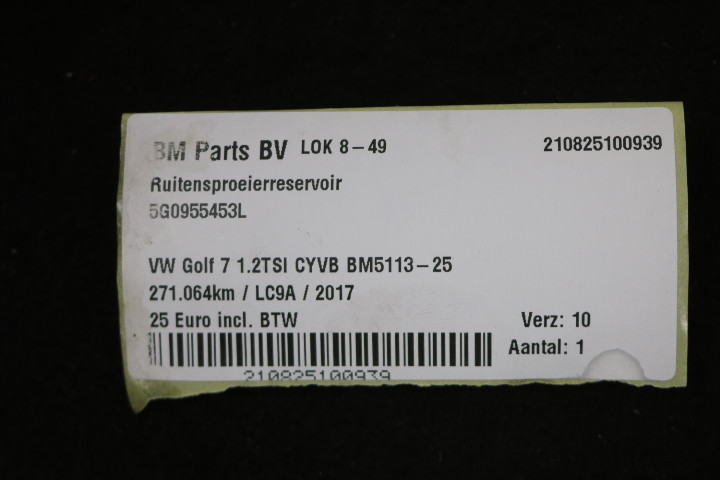 BM Parts BV LOK 8-49 210825100939
Ruitensproeierreservoir
5G0955453L
VW Golf 7 1.2TSI CYVB BM5113-25
271.064km / LC9A / 2017
25 Euro incl. BTW Verz: 10
Aantal: 1
210825100939